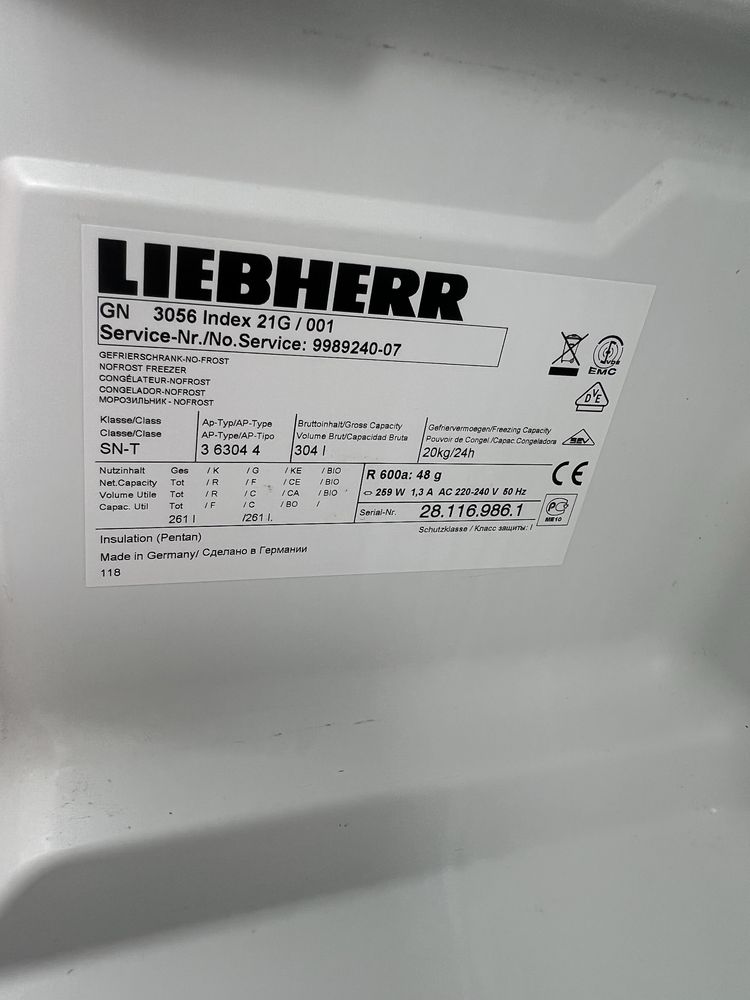 LIEBHERR
GN 3056 Index 21G / 001
Service-Nr./No.Service: 9989240-07
GEFRIERSCHRANK-NO-FROST
NOFROST FREEZER
CONGÉLATEUR-NOFROST
CONGELADOR-NOFROST
МОРОЗИЛЬНИК - NOFROST
VDE
EMC
DVE
SEV
Klasse/Class
Classe/Clase
SN-T
Ap-Typ/AP-Type
AP-Type/AP-Tipo
3 6304 4
Bruttoinhalt/Gross Capacity
Volume Brut/Capacidad Bruta
304 l
Gefriervermoegen/Freezing Capacity
Pouvoir de Congel./Capac.Congeladora
20kg/24h
Nutzinhalt Ges / K / G / KE / BIO
Net.Capacity Tot / R / F / CE / BIO
Volume Utile Tot / R / C / CA / BIO
Capac. Util Tot / F / C / BO /
261 l /261 l.
R 600a: 48 g
259 W 1,3 A AC 220-240 V 50 Hz
Serial-Nr. 28.116.986.1
CE
РС
ME10
Schutzklasse / Класс защиты: I
Insulation (Pentan)
Made in Germany/ Сделано в Германии
118